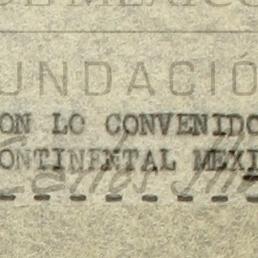 UNDACIÓ
ON LO CONVENIDO
ONTINENTAL MEXI